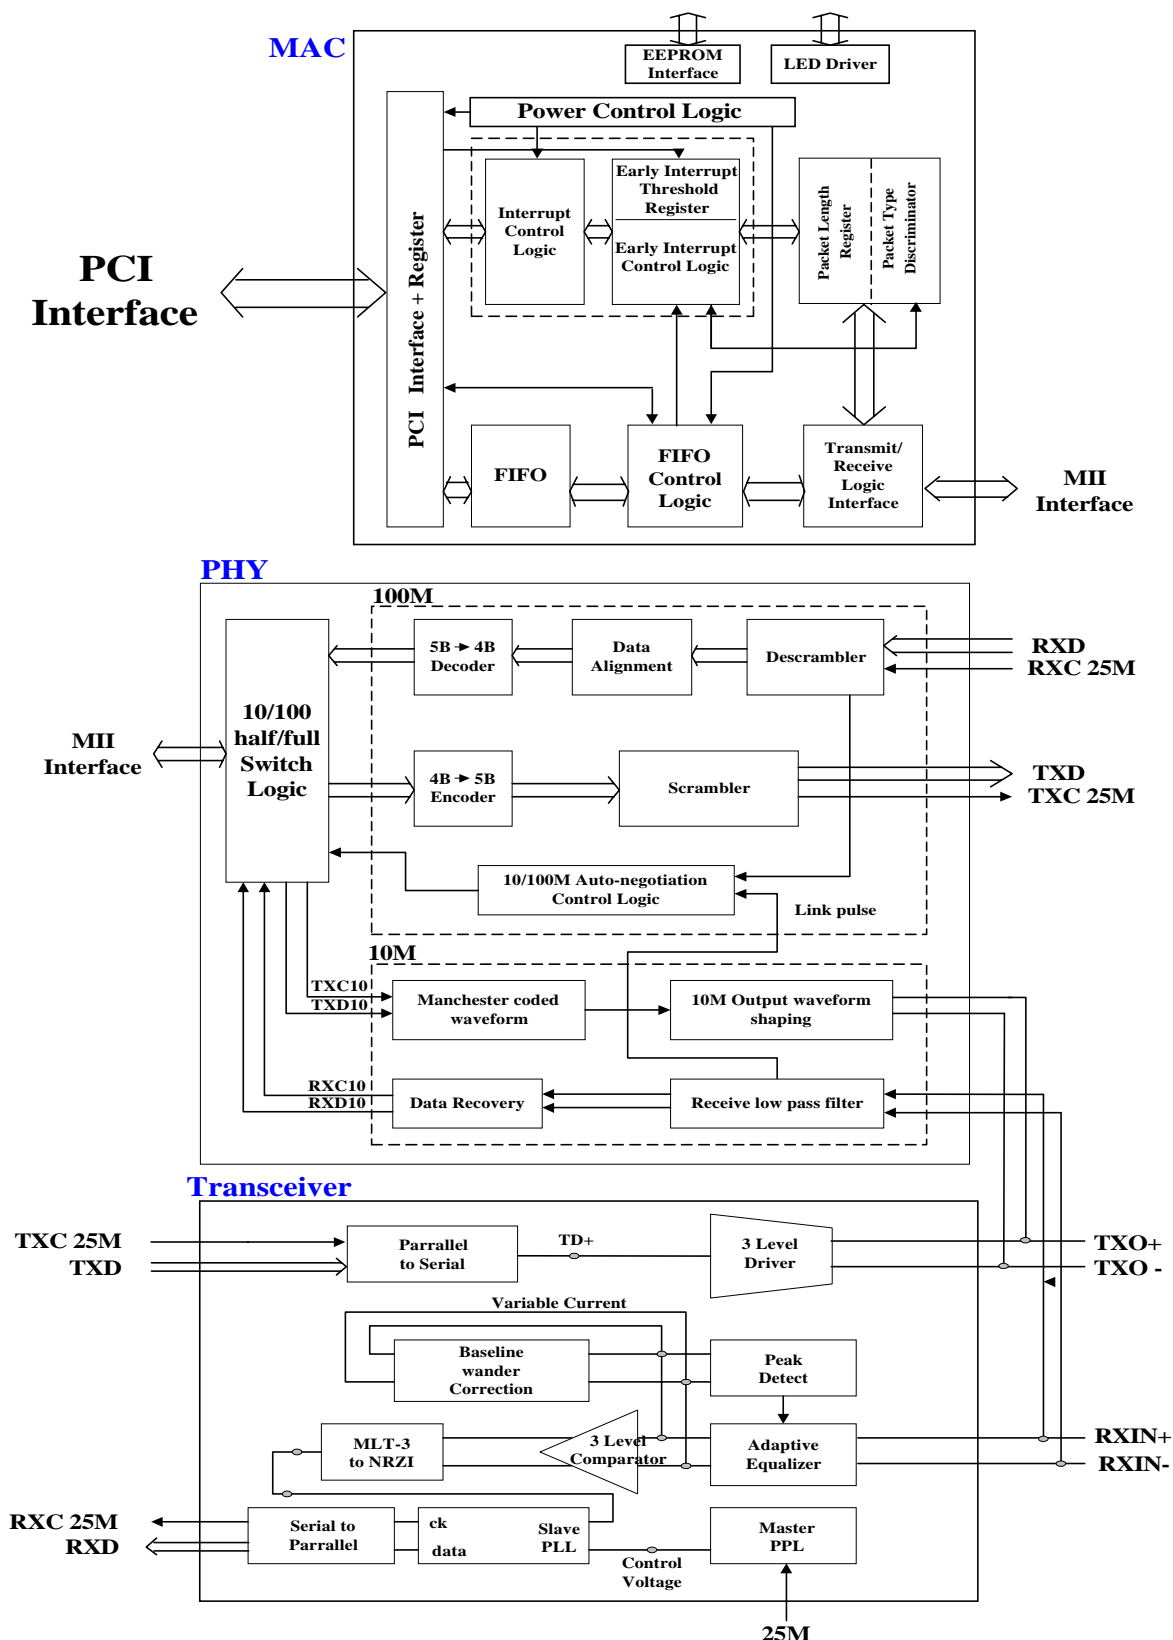 MAC
EEPROM
Interface
LED Driver
Power Control Logic
PCI Interface + Register
Interrupt
Control
Logic
Early Interrupt
Threshold
Register
Early Interrupt
Control Logic
Packet Length
Register
Packet Type
Discriminator
PCI
Interface
FIFO
FIFO
Control
Logic
Transmit/
Receive
Logic
Interface
MII
Interface
PHY
100M
5B → 4B
Decoder
Data
Alignment
Descrambler
RXD
RXC 25M
10/100
half/full
Switch
Logic
MII
Interface
4B → 5B
Encoder
Scrambler
TXD
TXC 25M
10/100M Auto-negotiation
Control Logic
Link pulse
10M
TXC10
TXD10
Manchester coded
waveform
10M Output waveform
shaping
RXC10
RXD10
Data Recovery
Receive low pass filter
Transceiver
TXC 25M
TXD
Parrallel
to Serial
TD+
3 Level
Driver
TXO+
TXO -
Variable Current
Baseline
wander
Correction
Peak
Detect
MLT-3
to NRZI
3 Level
Comparator
Adaptive
Equalizer
RXIN+
RXIN-
RXC 25M
RXD
Serial to
Parrallel
ck
data
Slave
PLL
Control
Voltage
Master
PPL
25M